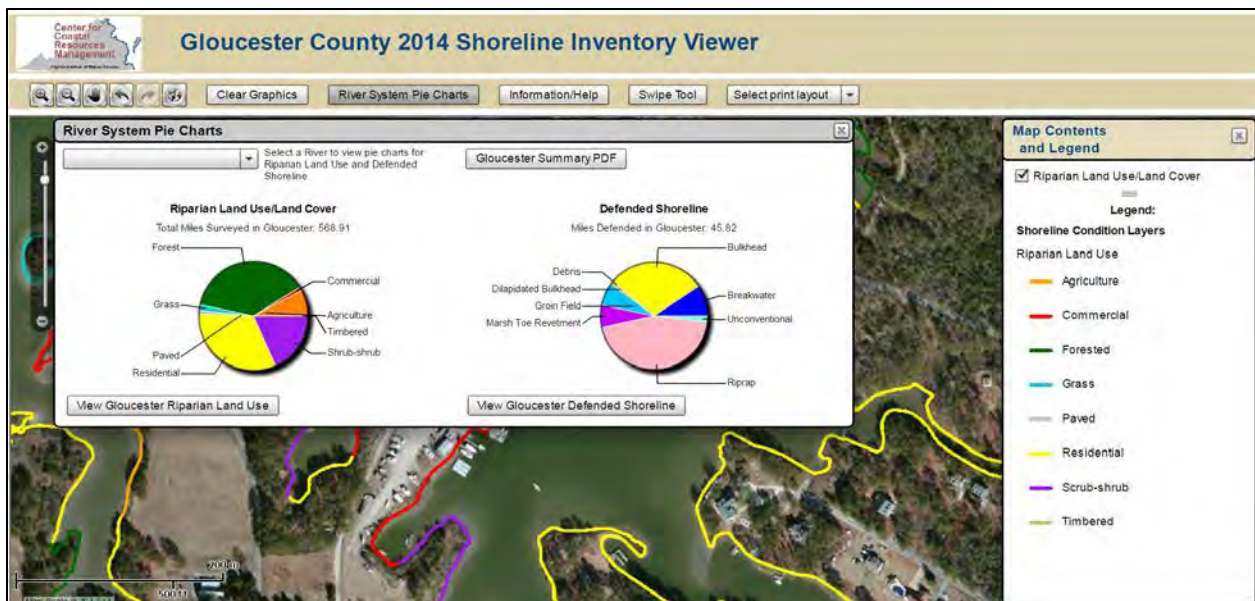 Center for
Coastal
Resources
Management
Gloucester County 2014 Shoreline Inventory Viewer
Clear Graphics
River System Pie Charts
Information/Help
Swipe Tool
Select print layout
River System Pie Charts
Select a River to view pie charts for
Riparian Land Use and Defended
Shoreline
Gloucester Summary PDF
Riparian Land Use/Land Cover
Total Miles Surveyed in Gloucester: 568.91
Forest
Commercial
Grass
Agriculture
Timbered
Paved
Shrub-shrub
Residential
View Gloucester Riparian Land Use
Defended Shoreline
Miles Defended in Gloucester: 45.82
Bulkhead
Debris
Dilapidated Bulkhead
Breakwater
Groin Field
Unconventional
Marsh Toe Revetment
Riprap
View Gloucester Defended Shoreline
Map Contents
and Legend
Riparian Land Use/Land Cover
Legend:
Shoreline Condition Layers
Riparian Land Use
Agriculture
Commercial
Forested
Grass
Paved
Residential
Scrub-shrub
Timbered
200 m
500 ft